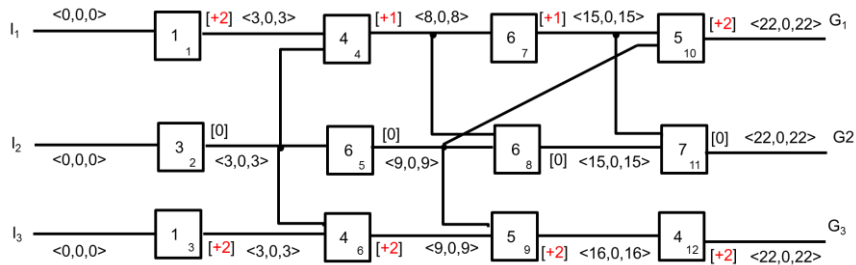 <0,0,0> [+2] <3,0,3> [+1] <8,0,8> [+1] <15,0,15> [+2] <22,0,22> G1
I1 1 1 4 4 6 7 5 10
I2 3 2 [0] 6 5 [0] 6 8 7 11 [0] <22,0,22> G2
<0,0,0> <3,0,3> <9,0,9> [0] <15,0,15>
I3 1 3 4 6 5 9 4 12 G3
<0,0,0> [+2] <3,0,3> [+2] <9,0,9> [+2] <16,0,16> [+2] <22,0,22>